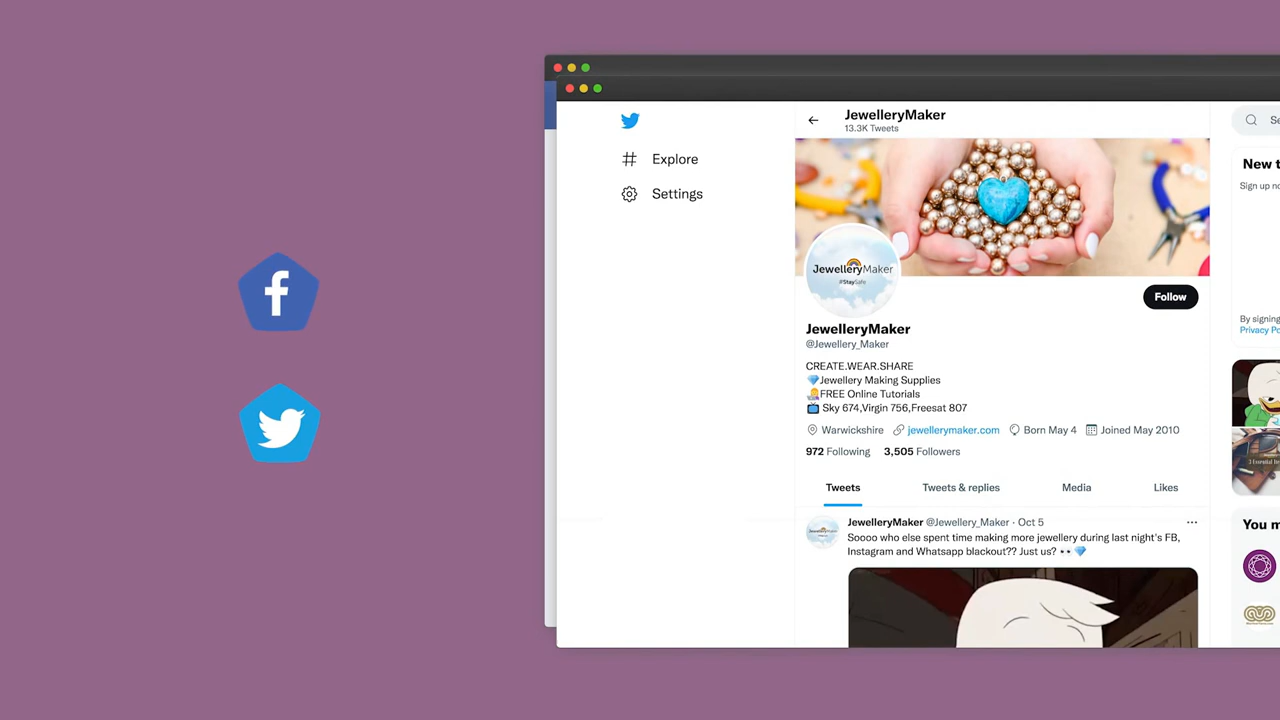 JewelleryMaker
13.3K Tweets
Explore
Settings
JewelleryMaker
#StaySafe
Follow
JewelleryMaker
@Jewellery_Maker
CREATE.WEAR.SHARE
💎Jewellery Making Supplies
FREE Online Tutorials
📺 Sky 674,Virgin 756,Freesat 807
Warwickshire jewellerymaker.com Born May 4 Joined May 2010
972 Following 3,505 Followers
Tweets Tweets & replies Media Likes
JewelleryMaker @Jewellery_Maker · Oct 5
Soooo who else spent time making more jewellery during last night's FB,
Instagram and Whatsapp blackout?? Just us? 👀 💎
Se
New t
Sign up no
By signing
Privacy Po
You m